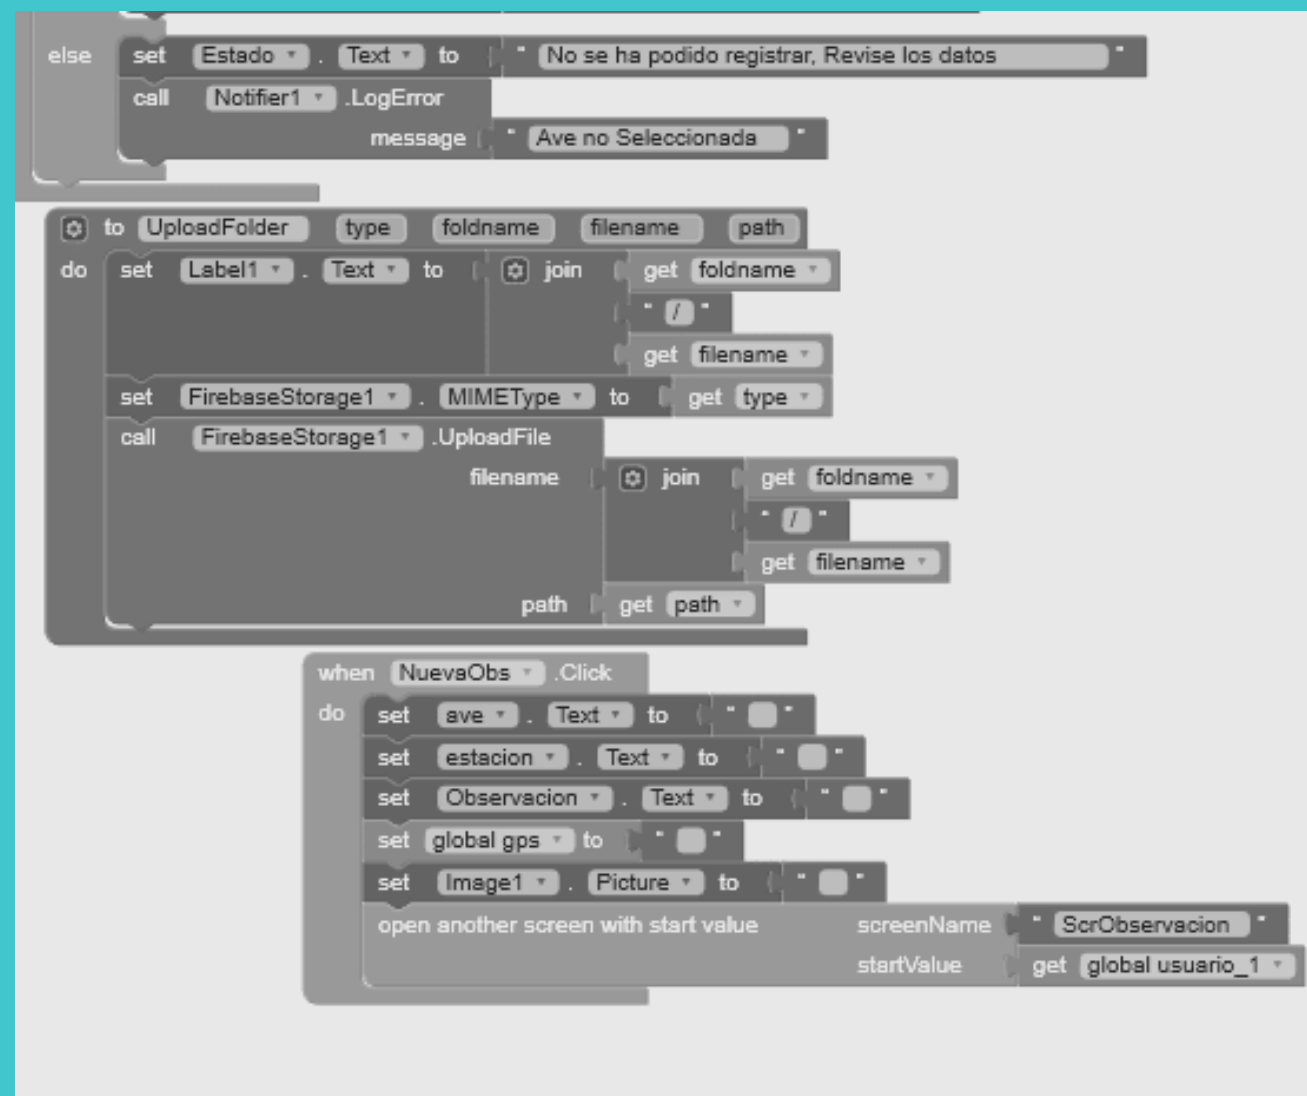 else set Estado . Text to " No se ha podido registrar, Revise los datos "
call Notifier1 .LogError
message " Ave no Seleccionada "
to UploadFolder type foldname filename path
do set Label1 . Text to join get foldname
" / "
get filename
set FirebaseStorage1 . MIMEType to get type
call FirebaseStorage1 .UploadFile
filename join get foldname
" / "
get filename
path get path
when NuevaObs .Click
do set ave . Text to " "
set estacion . Text to " "
set Observacion . Text to " "
set global gps to " "
set Image1 . Picture to " "
open another screen with start value screenName " ScrObservacion "
startValue get global usuario_1